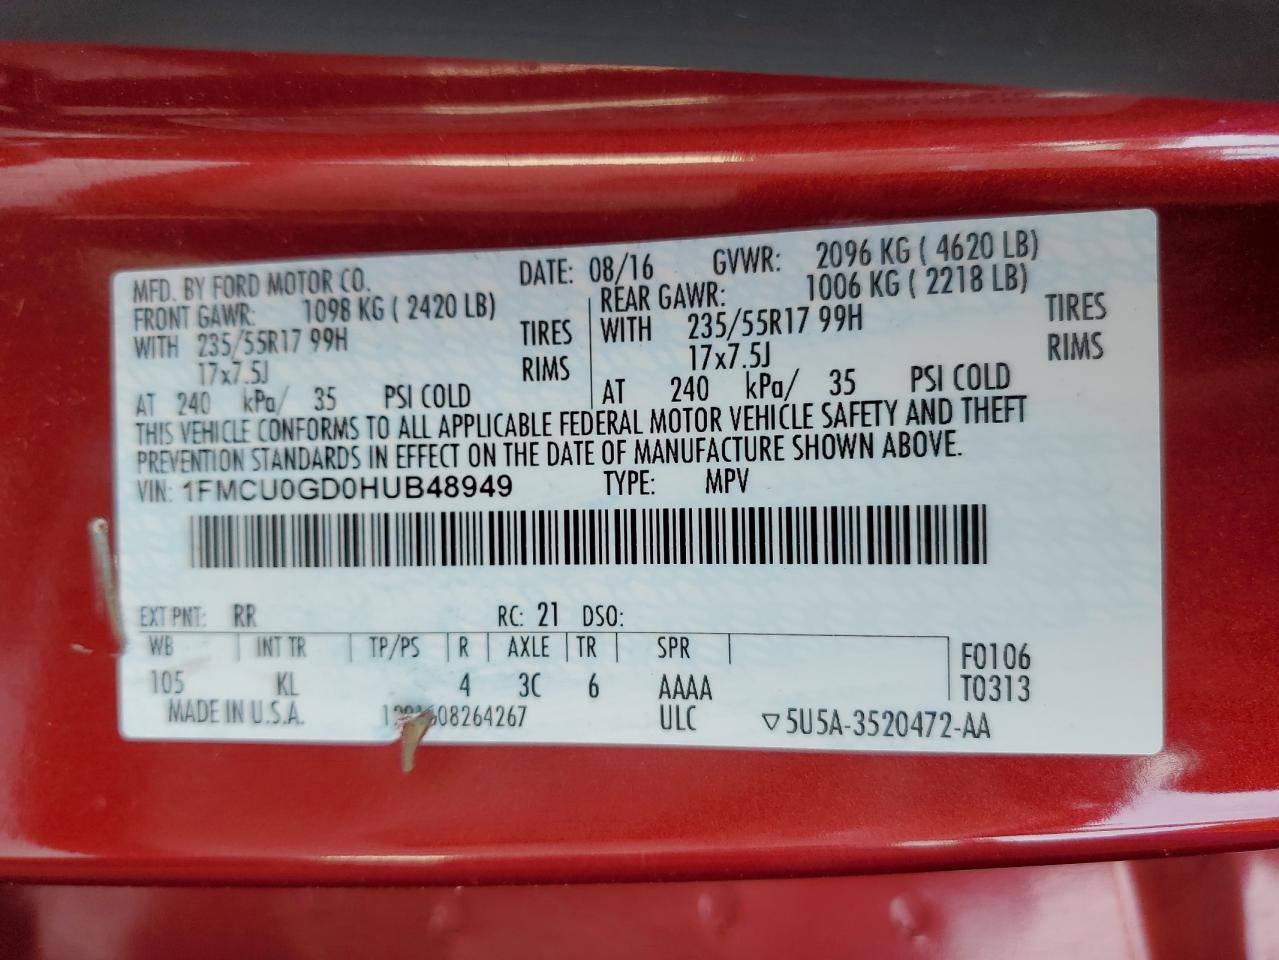 MFD. BY FORD MOTOR CO. DATE: 08/16 GVWR: 2096 KG ( 4620 LB)
FRONT GAWR: 1098 KG ( 2420 LB) REAR GAWR: 1006 KG ( 2218 LB)
WITH 235/55R17 99H TIRES WITH 235/55R17 99H TIRES
17x7.5J RIMS 17x7.5J RIMS
AT 240 kPa/ 35 PSI COLD AT 240 kPa/ 35 PSI COLD
THIS VEHICLE CONFORMS TO ALL APPLICABLE FEDERAL MOTOR VEHICLE SAFETY AND THEFT
PREVENTION STANDARDS IN EFFECT ON THE DATE OF MANUFACTURE SHOWN ABOVE.
VIN: 1FMCU0GD0HUB48949 TYPE: MPV
EXT PNT: RR RC: 21 DSO:
WB INT TR TP/PS R AXLE TR SPR F0106
105 KL 4 3C 6 AAAA T0313
MADE IN U.S.A. ULC ▽5U5A-3520472-AA